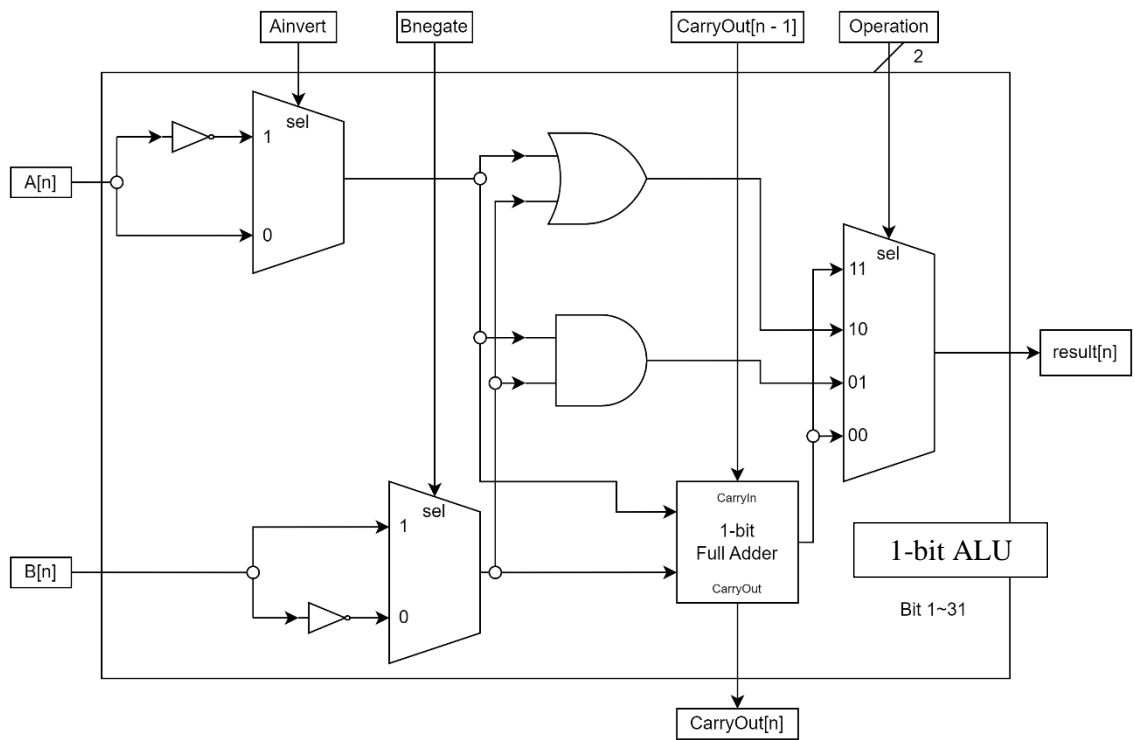 Ainvert
Bnegate
CarryOut[n - 1]
Operation
2
sel
1
A[n]
0
sel
11
10
result[n]
01
00
sel
CarryIn
1
1-bit
Full Adder
1-bit ALU
B[n]
CarryOut
0
Bit 1~31
CarryOut[n]